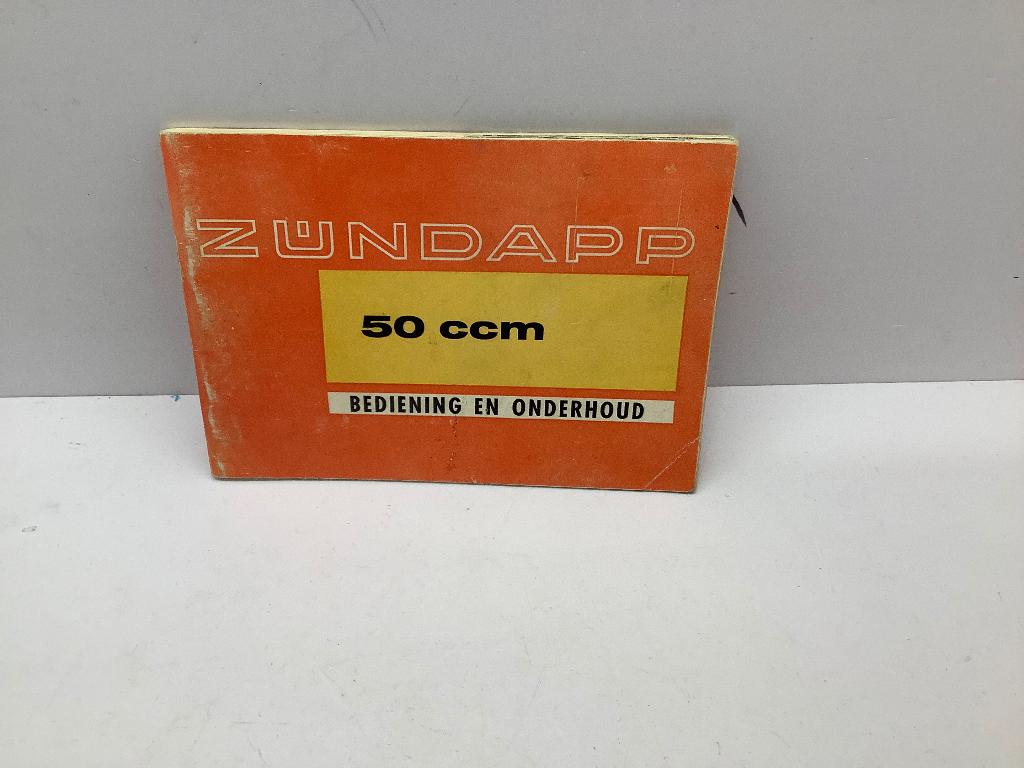 ZÜNDAPP
50 ccm
BEDIENING EN ONDERHOUD